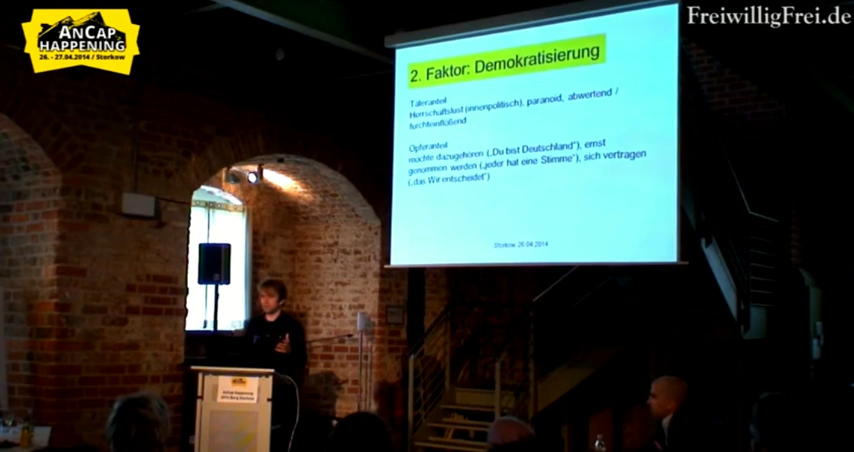 AnCap
Happening
26. - 27.04.2014 / Storkow
FreiwilligFrei.de
2. Faktor: Demokratisierung
Täteranteil
Herrschaftslust (innenpolitisch), paranoid, abwertend /
furchteinflößend
Opferanteil
möchte dazugehören („Du bist Deutschland“), ernst
genommen werden („jeder hat eine Stimme“), sich vertragen
(„das Wir entscheidet“)
Storkow, 26.04.2014